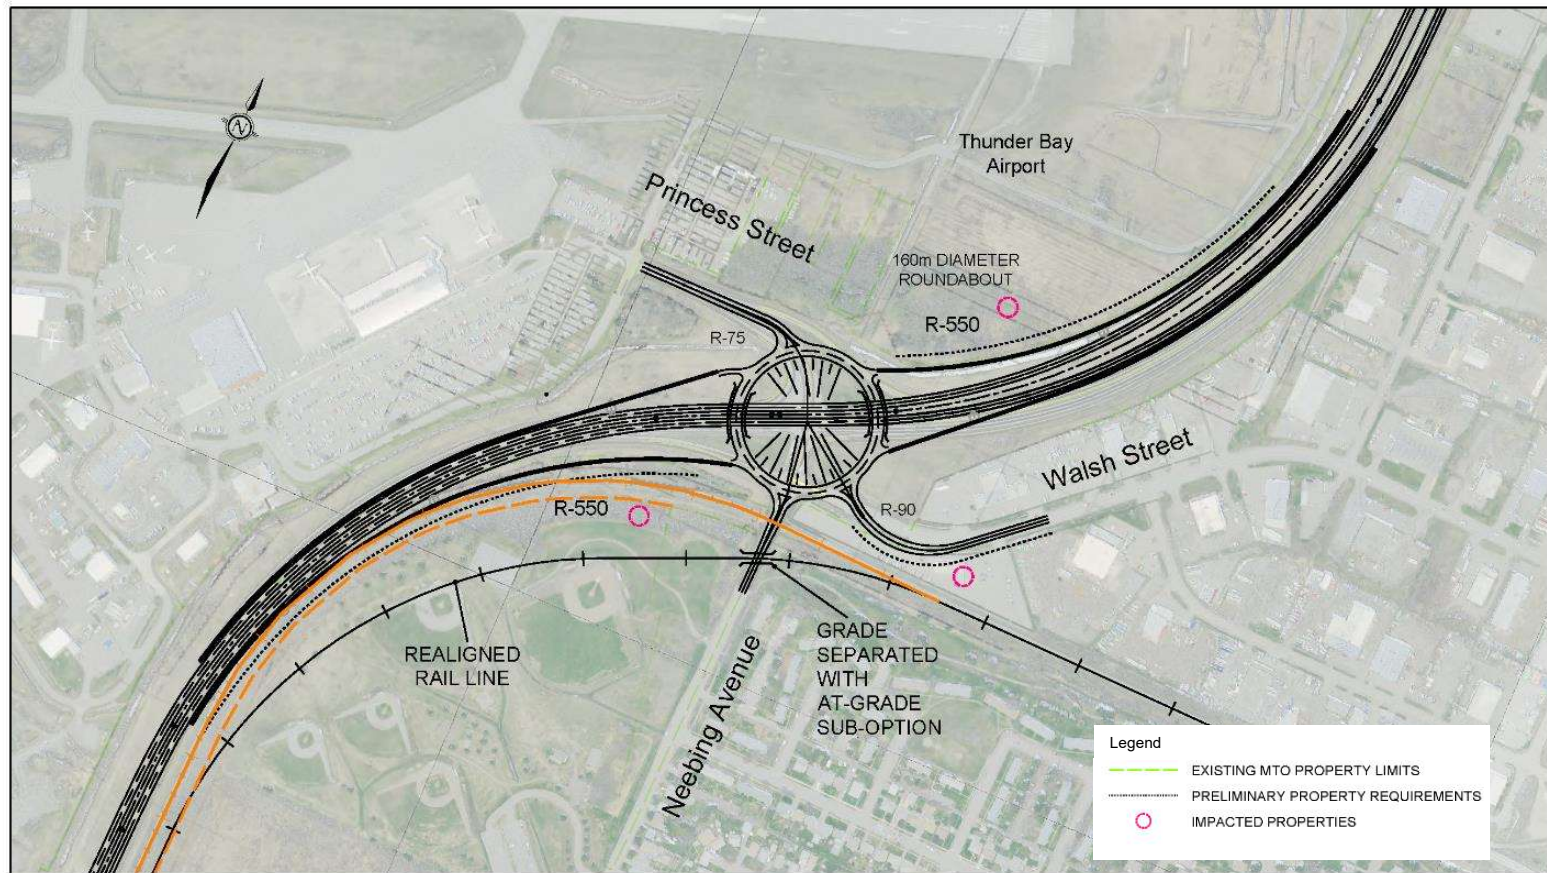 Thunder Bay
Airport
Princess Street
160m DIAMETER
ROUNDABOUT
R-550
R-75
Walsh Street
R-550
R-90
REALIGNED
RAIL LINE
GRADE
SEPARATED
WITH
AT-GRADE
SUB-OPTION
Neebing Avenue
Legend
EXISTING MTO PROPERTY LIMITS
PRELIMINARY PROPERTY REQUIREMENTS
IMPACTED PROPERTIES
N